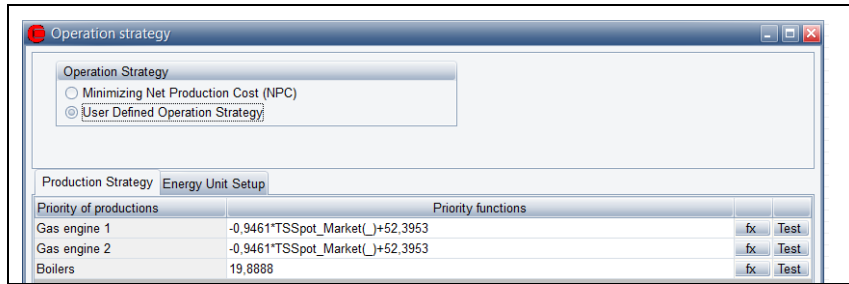 Operation strategy
Operation Strategy
Minimizing Net Production Cost (NPC)
User Defined Operation Strategy
Production Strategy Energy Unit Setup
Priority of productions Priority functions
Gas engine 1 -0,9461*TSSpot_Market(_)+52,3953 fx Test
Gas engine 2 -0,9461*TSSpot_Market(_)+52,3953 fx Test
Boilers 19,8888 fx Test